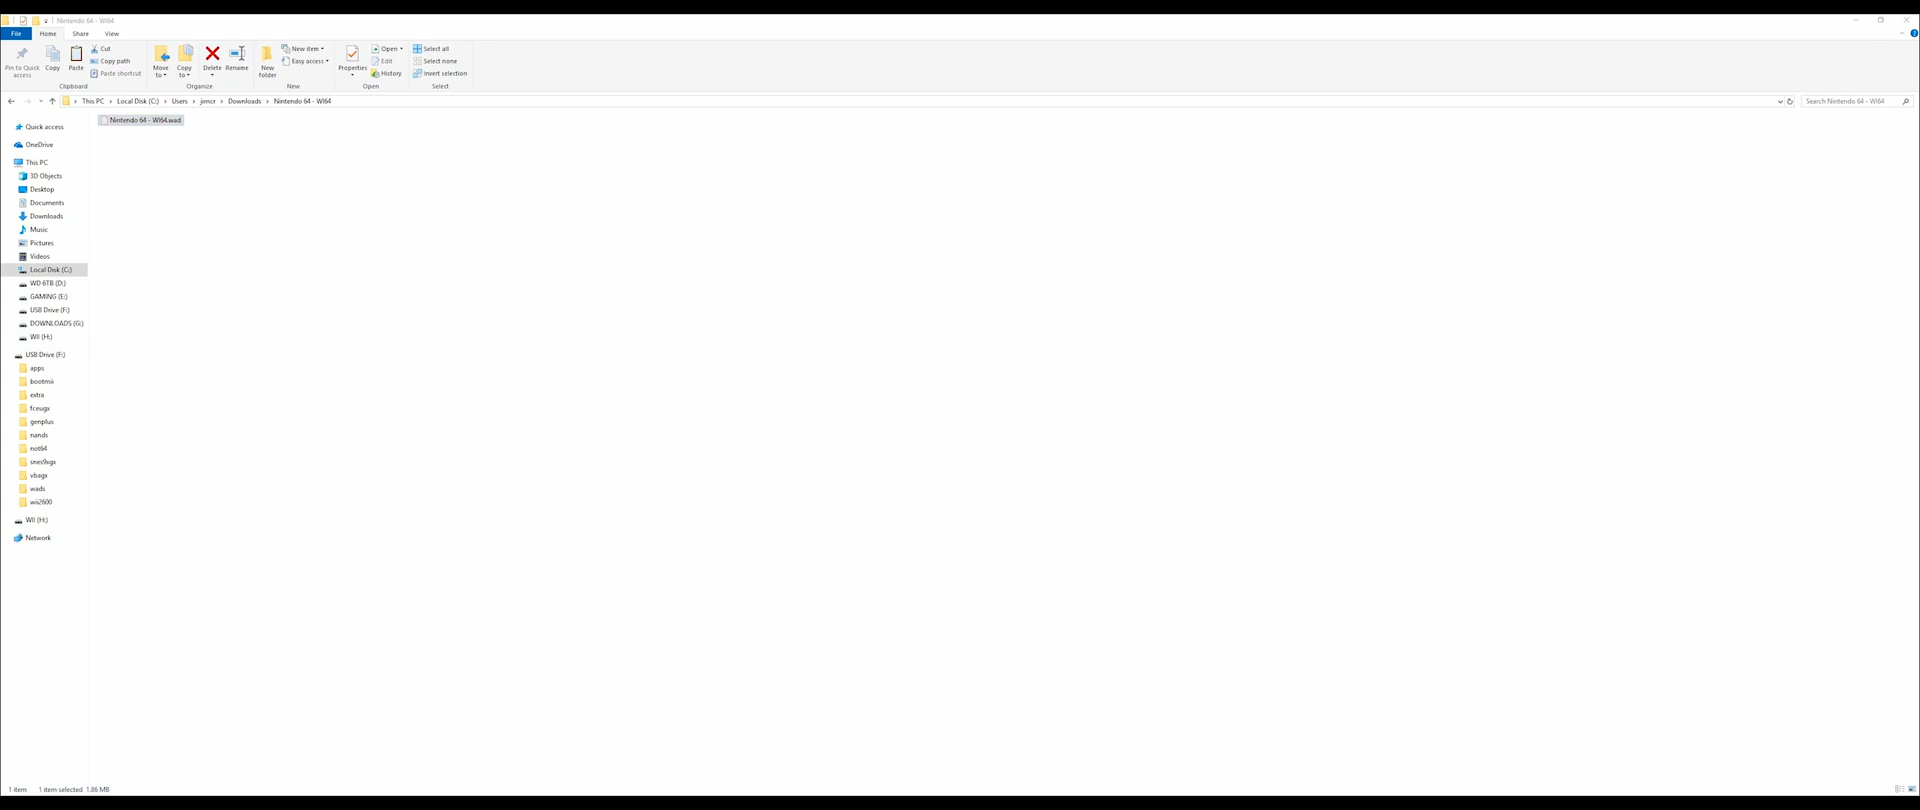 Nintendo 64 - WI64
File Home Share View
Pin to Quick access
Copy
Paste
Cut
Copy path
Paste shortcut
Clipboard
Move to
Copy to
Delete
Rename
Organize
New folder
New item
Easy access
New
Properties
Open
Edit
History
Open
Select all
Select none
Invert selection
Select
This PC > Local Disk (C:) > Users > jimcr > Downloads > Nintendo 64 - WI64
Search Nintendo 64 - WI64
Nintendo 64 - WI64.wad
Quick access
OneDrive
This PC
3D Objects
Desktop
Documents
Downloads
Music
Pictures
Videos
Local Disk (C:)
WD 6TB (D:)
GAMING (E:)
USB Drive (F:)
DOWNLOADS (G:)
WII (H:)
USB Drive (F:)
apps
bootmii
extra
fceugx
genplus
nands
not64
snes9xgx
vbagx
wads
wii2600
WII (H:)
Network
1 item 1 item selected 1.86 MB